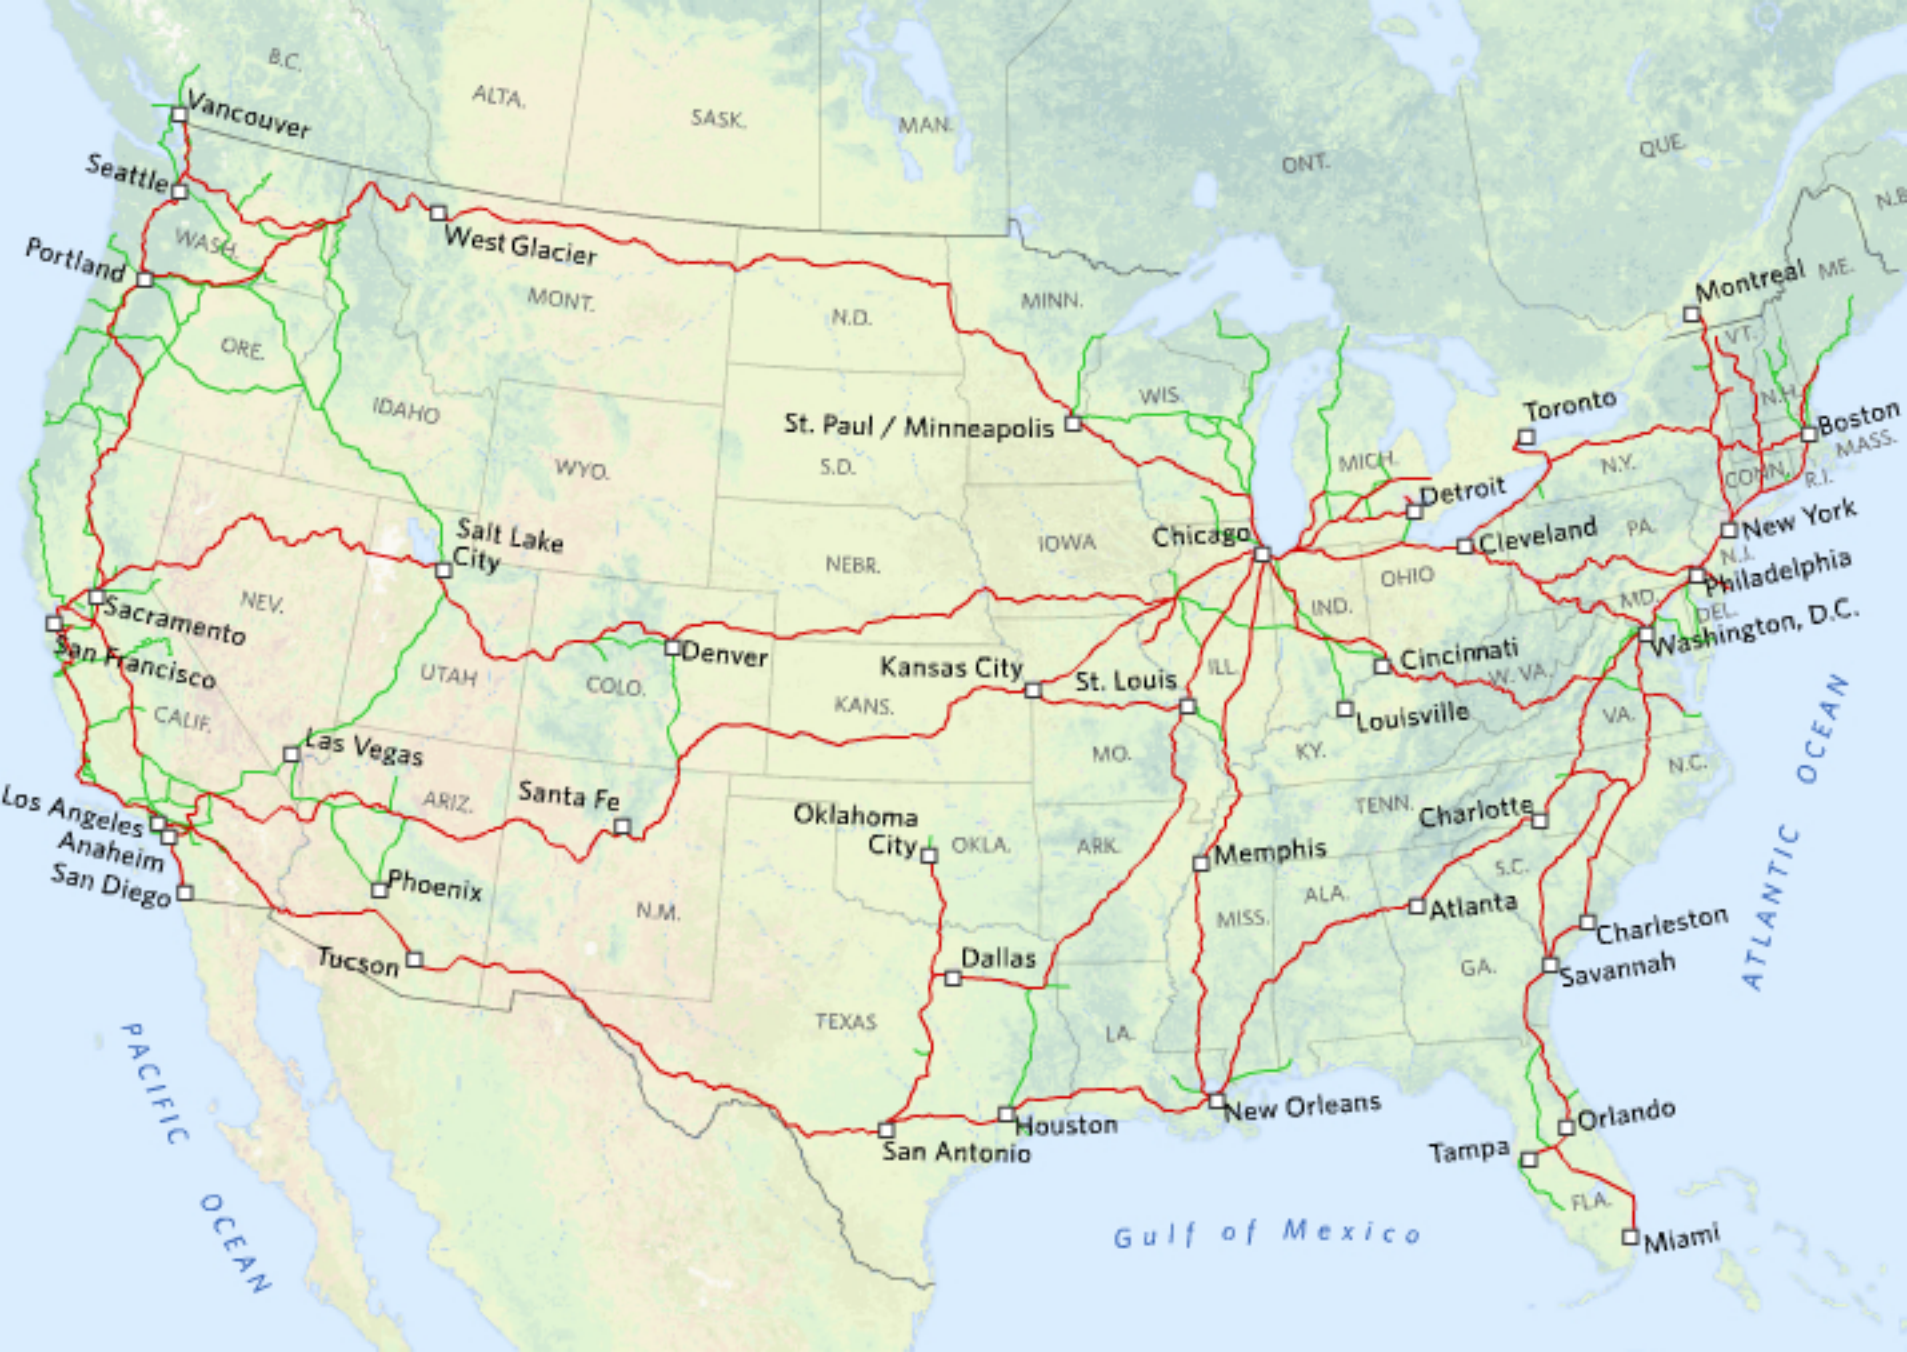 B.C.
ALTA.
SASK.
MAN.
ONT.
QUE.
N.B.
Vancouver
Seattle
WASH.
Portland
West Glacier
MONT.
N.D.
MINN.
Montreal
ME.
VT.
ORE.
IDAHO
WYO.
S.D.
St. Paul / Minneapolis
WIS.
MICH.
Toronto
N.Y.
N.H.
Boston
MASS.
CONN.
R.I.
Detroit
Salt Lake
City
NEBR.
IOWA
Chicago
Cleveland
PA.
New York
N.J.
Philadelphia
OHIO
IND.
MD.
DEL.
Washington, D.C.
Sacramento
San Francisco
NEV.
UTAH
COLO.
Denver
Kansas City
KANS.
St. Louis
ILL.
Cincinnati
W. VA.
Louisville
VA.
KY.
MO.
CALIF.
Las Vegas
ARIZ.
Santa Fe
Los Angeles
Anaheim
San Diego
Phoenix
Oklahoma
City
OKLA.
ARK.
TENN.
N.C.
Charlotte
Memphis
S.C.
ALA.
MISS.
Atlanta
N.M.
Tucson
Dallas
GA.
Charleston
Savannah
TEXAS
LA.
New Orleans
Houston
San Antonio
Orlando
Tampa
FLA.
Miami
PACIFIC
OCEAN
Gulf of Mexico
ATLANTIC OCEAN